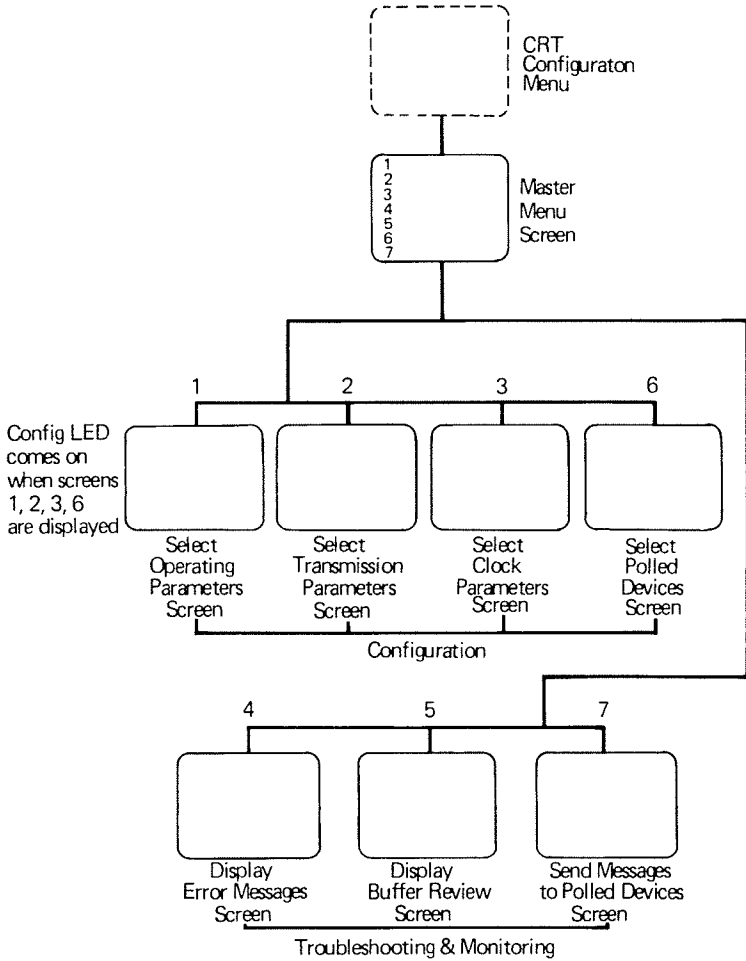 CRT
Configuraton
Menu
1
2
3
4
5
6
7
Master
Menu
Screen
1
2
3
6
Config LED
comes on
when screens
1, 2, 3, 6
are displayed
Select
Operating
Parameters
Screen
Select
Transmission
Parameters
Screen
Select
Clock
Parameters
Screen
Select
Polled
Devices
Screen
Configuration
4
5
7
Display
Error Messages
Screen
Display
Buffer Review
Screen
Send Messages
to Polled Devices
Screen
Troubleshooting & Monitoring